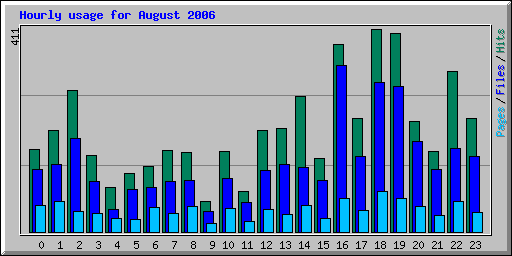 Hourly usage for August 2006
411
Pages/Files/Hits
0 1 2 3 4 5 6 7 8 9 10 11 12 13 14 15 16 17 18 19 20 21 22 23